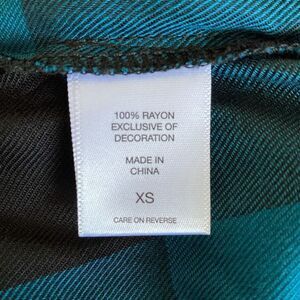 100% RAYON
EXCLUSIVE OF
DECORATION
MADE IN
CHINA
XS
CARE ON REVERSE